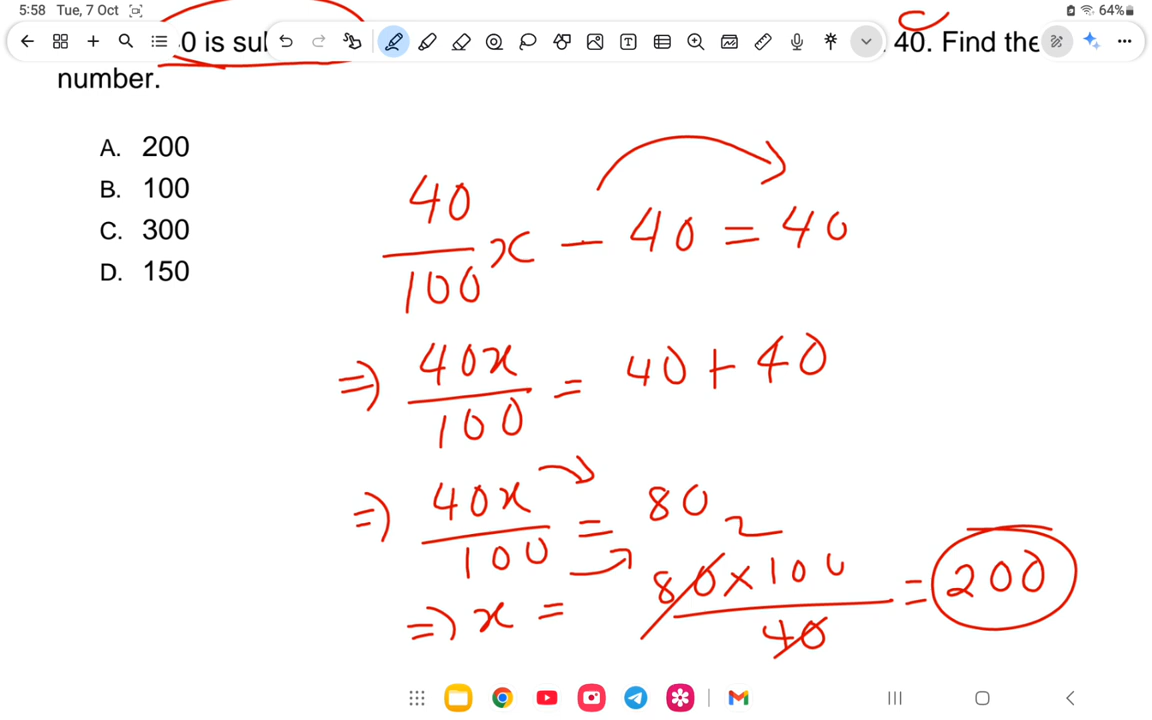 5:58 Tue, 7 Oct 64%
0 is sul 40. Find the
number.
A. 200
B. 100
C. 300
D. 150
40/100 x − 40 = 40
⇒ 40x/100 = 40 + 40
⇒ 40x/100 = 80
2
⇒ x = 80 × 100/40 = 200